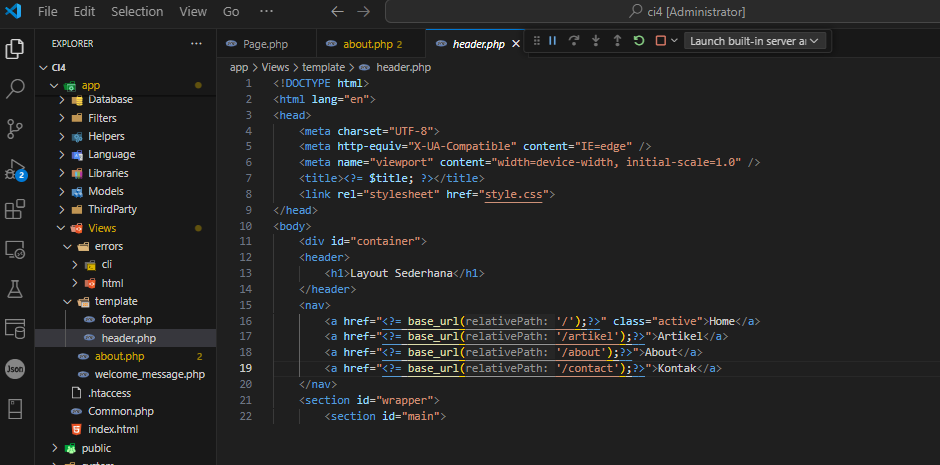 File Edit Selection View Go ··· ci4 [Administrator]
EXPLORER ···
Page.php about.php 2 header.php Launch built-in server ar
CI4
app
Database
Filters
Helpers
Language
Libraries
Models
ThirdParty
Views
errors
cli
html
template
footer.php
header.php
about.php 2
welcome_message.php
.htaccess
Common.php
index.html
public
2
Json
app > Views > template > header.php
1 <!DOCTYPE html>
2 <html lang="en">
3 <head>
4 <meta charset="UTF-8">
5 <meta http-equiv="X-UA-Compatible" content="IE=edge" />
6 <meta name="viewport" content="width=device-width, initial-scale=1.0" />
7 <title><?= $title; ?></title>
8 <link rel="stylesheet" href="style.css">
9 </head>
10 <body>
11 <div id="container">
12 <header>
13 <h1>Layout Sederhana</h1>
14 </header>
15 <nav>
16 <a href="<?= base_url(relativePath: '/');?>" class="active">Home</a>
17 <a href="<?= base_url(relativePath: '/artikel');?>">Artikel</a>
18 <a href="<?= base_url(relativePath: '/about');?>">About</a>
19 <a href="<?= base_url(relativePath: '/contact');?>">Kontak</a>
20 </nav>
21 <section id="wrapper">
22 <section id="main">